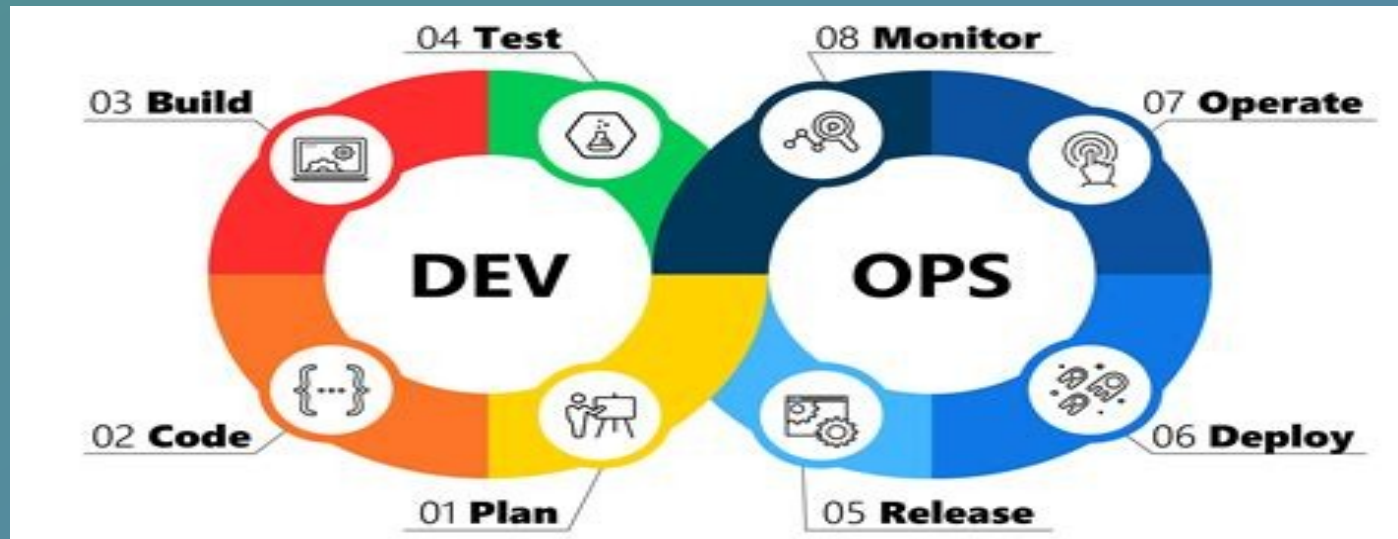 04 Test
08 Monitor
03 Build
07 Operate
DEV
OPS
{...}
02 Code
06 Deploy
01 Plan
05 Release